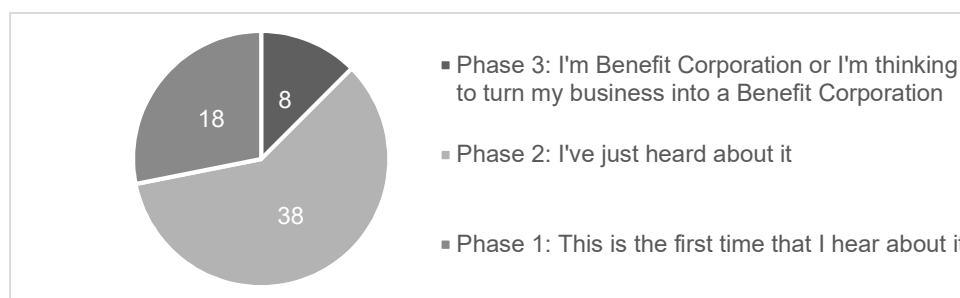 8
18
38
Phase 3: I'm Benefit Corporation or I'm thinking
to turn my business into a Benefit Corporation
Phase 2: I've just heard about it
Phase 1: This is the first time that I hear about it